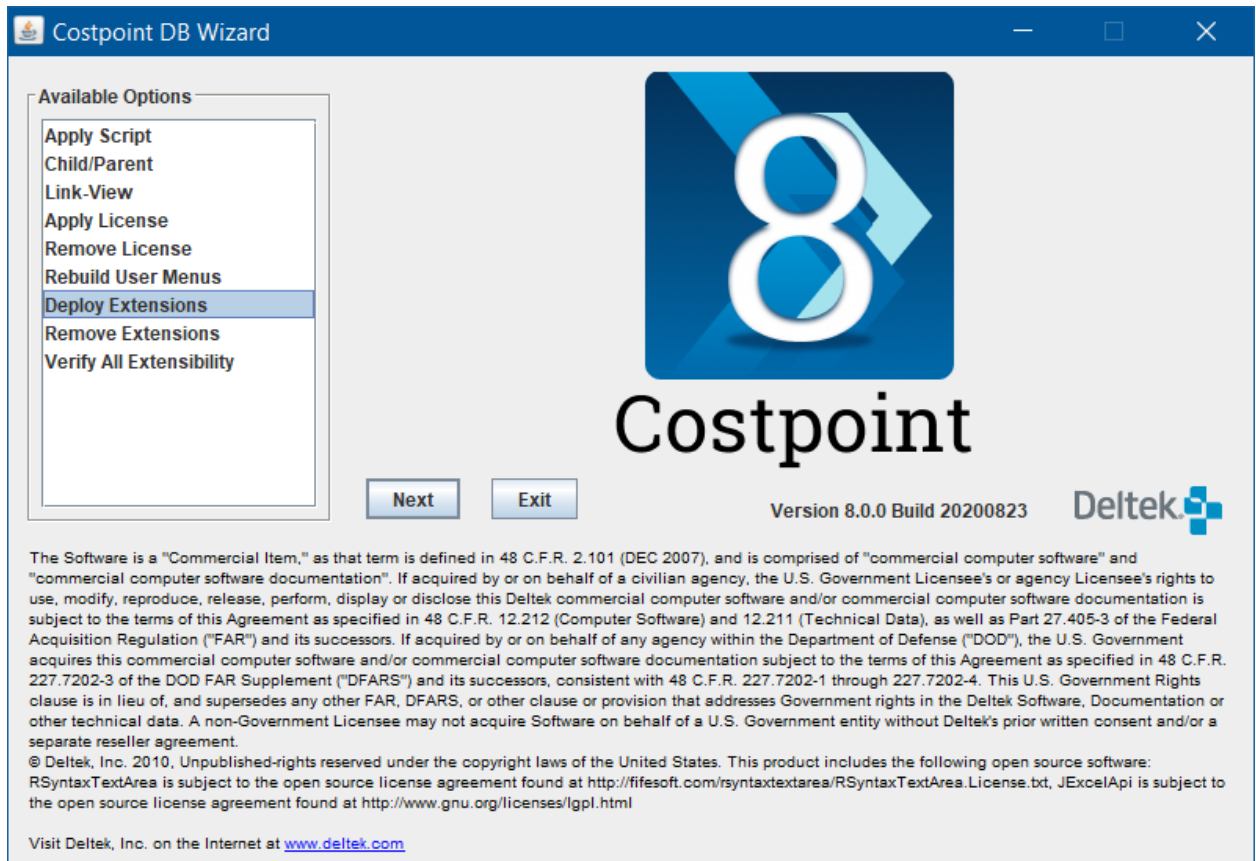 Costpoint DB Wizard
Available Options
Apply Script
Child/Parent
Link-View
Apply License
Remove License
Rebuild User Menus
Deploy Extensions
Remove Extensions
Verify All Extensibility
8
Costpoint
Next
Exit
Version 8.0.0 Build 20200823
Deltek.
The Software is a "Commercial Item," as that term is defined in 48 C.F.R. 2.101 (DEC 2007), and is comprised of "commercial computer software" and
"commercial computer software documentation". If acquired by or on behalf of a civilian agency, the U.S. Government Licensee's or agency Licensee's rights to
use, modify, reproduce, release, perform, display or disclose this Deltek commercial computer software and/or commercial computer software documentation is
subject to the terms of this Agreement as specified in 48 C.F.R. 12.212 (Computer Software) and 12.211 (Technical Data), as well as Part 27.405-3 of the Federal
Acquisition Regulation ("FAR") and its successors. If acquired by or on behalf of any agency within the Department of Defense ("DOD"), the U.S. Government
acquires this commercial computer software and/or commercial computer software documentation subject to the terms of this Agreement as specified in 48 C.F.R.
227.7202-3 of the DOD FAR Supplement ("DFARS") and its successors, consistent with 48 C.F.R. 227.7202-1 through 227.7202-4. This U.S. Government Rights
clause is in lieu of, and supersedes any other FAR, DFARS, or other clause or provision that addresses Government rights in the Deltek Software, Documentation or
other technical data. A non-Government Licensee may not acquire Software on behalf of a U.S. Government entity without Deltek's prior written consent and/or a
separate reseller agreement.
© Deltek, Inc. 2010, Unpublished-rights reserved under the copyright laws of the United States. This product includes the following open source software:
RSyntaxTextArea is subject to the open source license agreement found at http://fifesoft.com/rsyntaxtextarea/RSyntaxTextArea.License.txt, JExcelApi is subject to
the open source license agreement found at http://www.gnu.org/licenses/lgpl.html
Visit Deltek, Inc. on the Internet at www.deltek.com